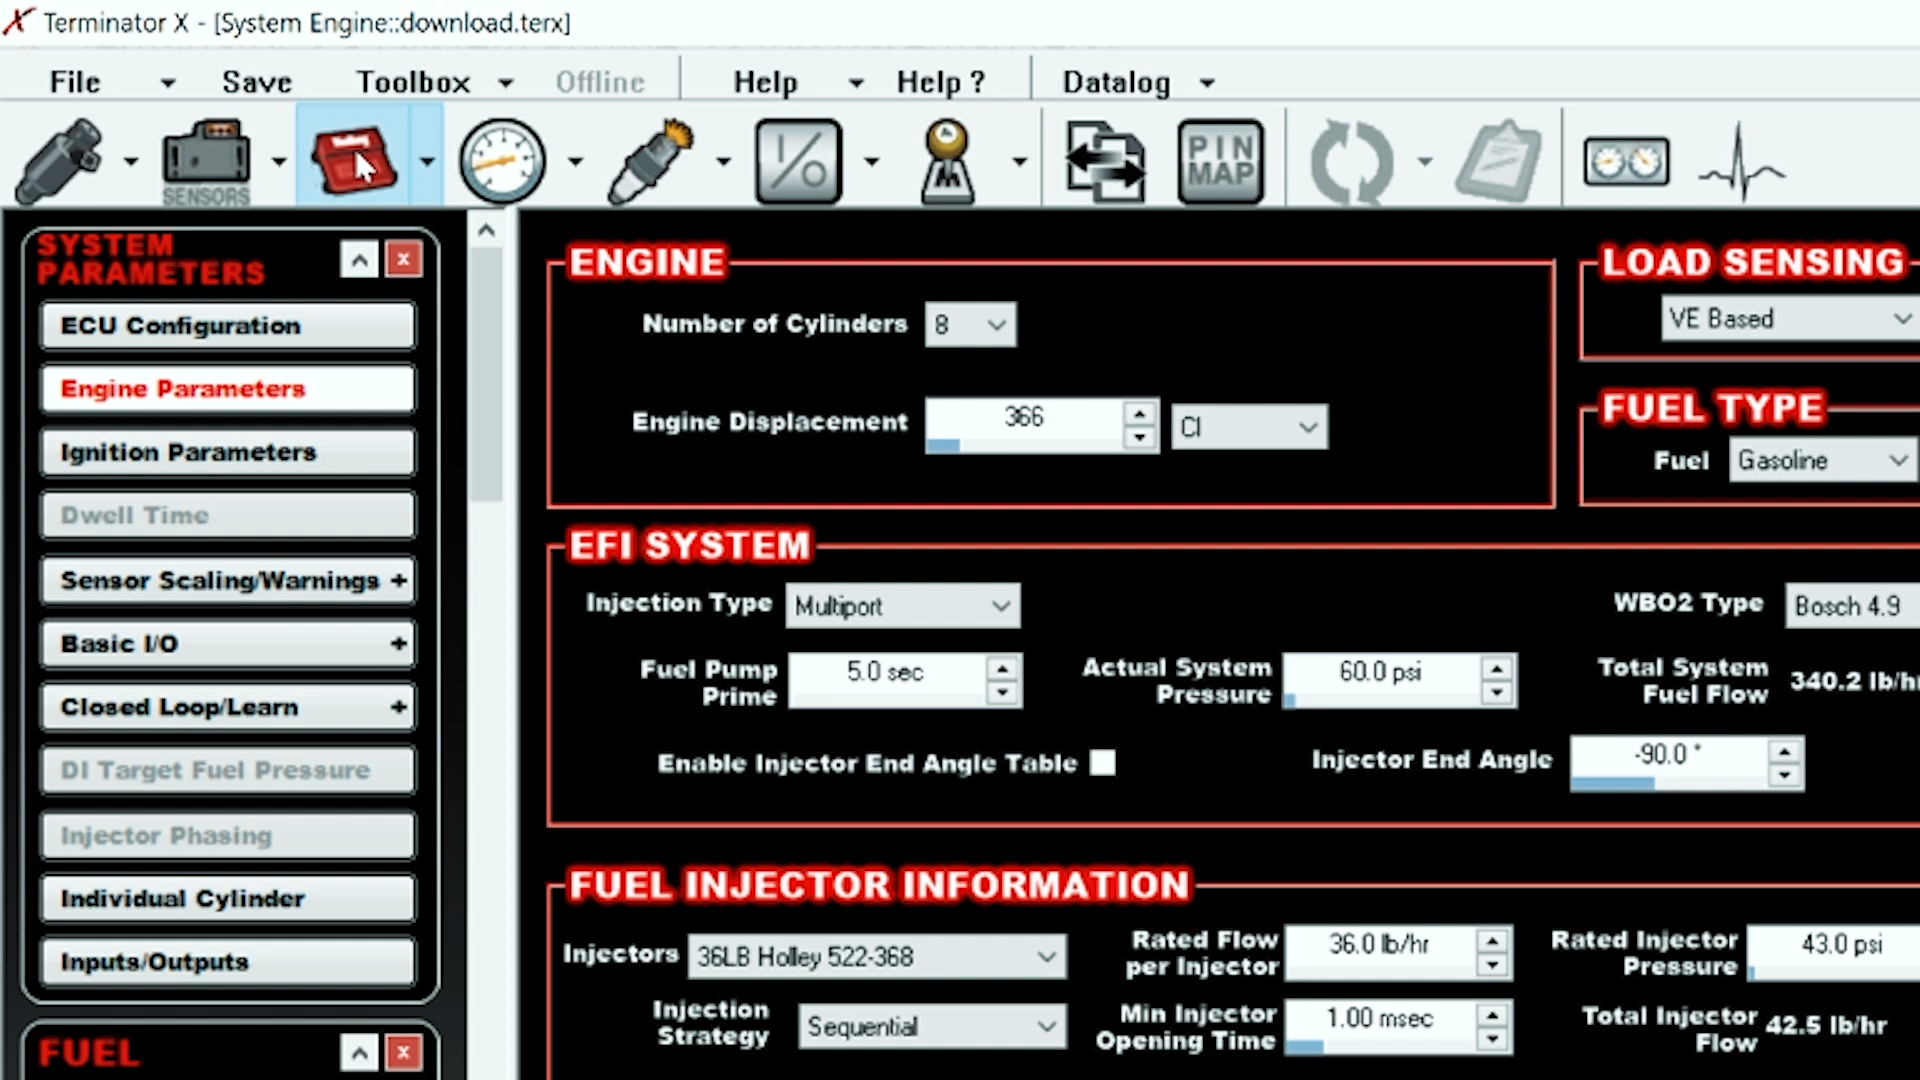 Terminator X - [System Engine::download.terx]
File Save Toolbox Offline Help Help ? Datalog
SENSORS
I/O
PIN
MAP
SYSTEM
PARAMETERS
ECU Configuration
Engine Parameters
Ignition Parameters
Dwell Time
Sensor Scaling/Warnings +
Basic I/O +
Closed Loop/Learn +
DI Target Fuel Pressure
Injector Phasing
Individual Cylinder
Inputs/Outputs
FUEL
ENGINE
Number of Cylinders 8
Engine Displacement 366 CI
LOAD SENSING
VE Based
FUEL TYPE
Fuel Gasoline
EFI SYSTEM
Injection Type Multiport
WBO2 Type Bosch 4.9
Fuel Pump
Prime 5.0 sec
Actual System
Pressure 60.0 psi
Total System
Fuel Flow 340.2 lb/hr
Enable Injector End Angle Table
Injector End Angle -90.0 °
FUEL INJECTOR INFORMATION
Injectors 36LB Holley 522-368
Rated Flow
per Injector 36.0 lb/hr
Rated Injector
Pressure 43.0 psi
Injection
Strategy Sequential
Min Injector
Opening Time 1.00 msec
Total Injector
Flow 42.5 lb/hr